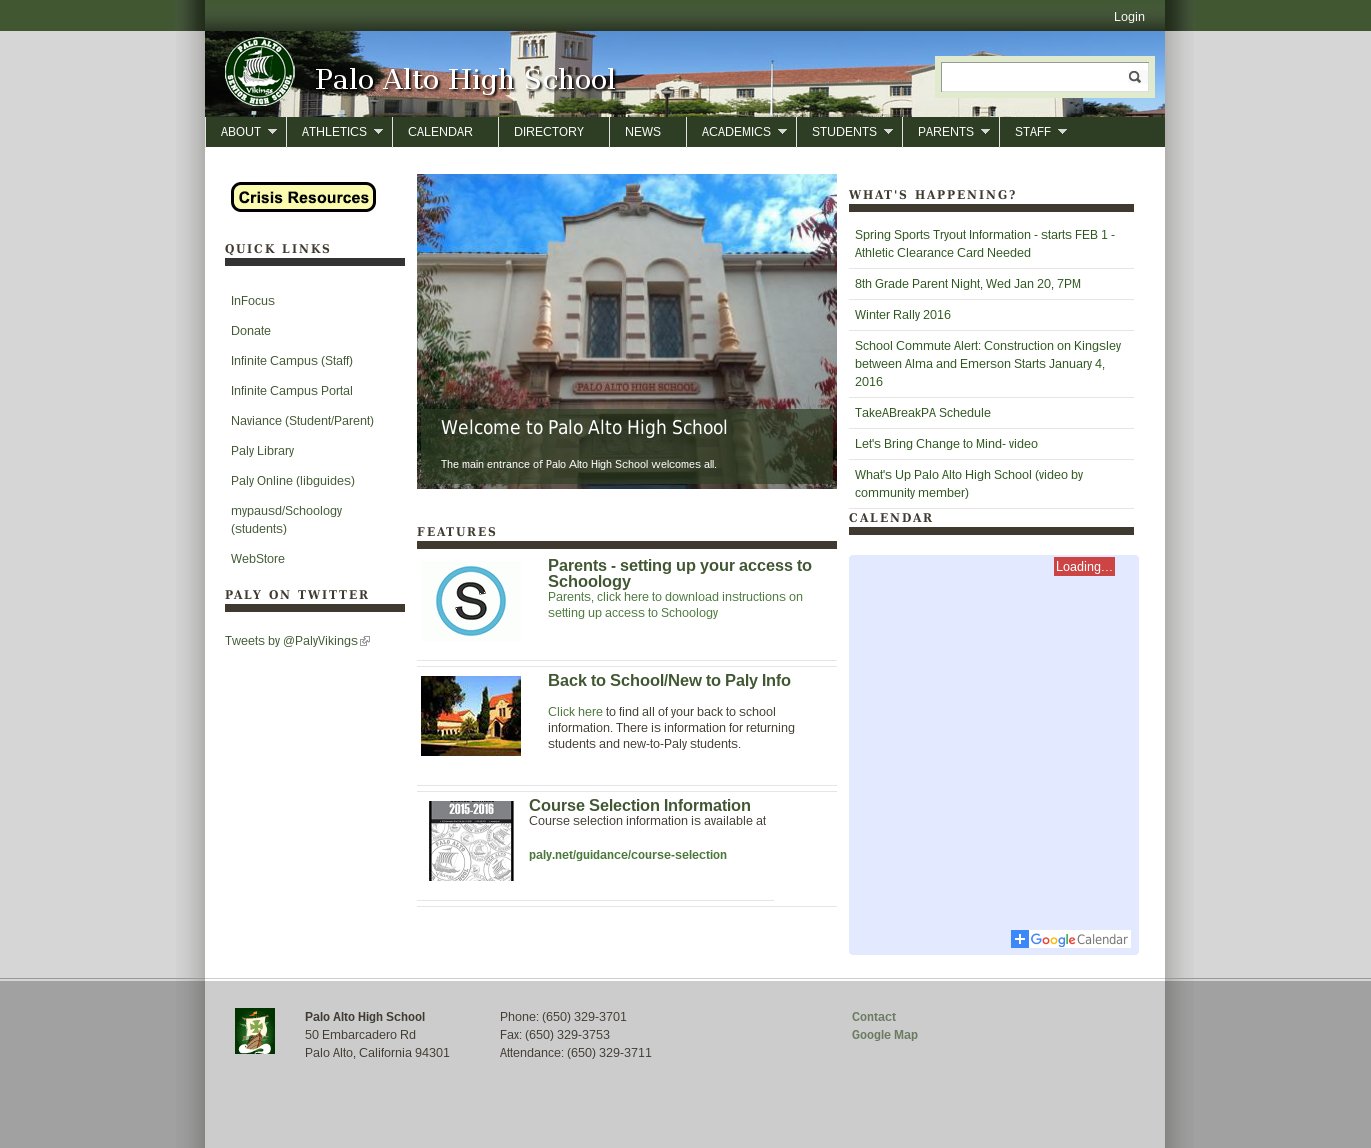 Login
PALO ALTO
Vikings
SENIOR HIGH SCHOOL
Palo Alto High School
ABOUT
ATHLETICS
CALENDAR
DIRECTORY
NEWS
ACADEMICS
STUDENTS
PARENTS
STAFF
Crisis Resources
QUICK LINKS
InFocus
Donate
Infinite Campus (Staff)
Infinite Campus Portal
Naviance (Student/Parent)
Paly Library
Paly Online (libguides)
mypausd/Schoology
(students)
WebStore
PALY ON TWITTER
Tweets by @PalyVikings
PALO ALTO HIGH SCHOOL
Welcome to Palo Alto High School
The main entrance of Palo Alto High School welcomes all.
FEATURES
S
Parents - setting up your access to
Schoology
Parents, click here to download instructions on
setting up access to Schoology
Back to School/New to Paly Info
Click here to find all of your back to school
information. There is information for returning
students and new-to-Paly students.
2015-2016
Course Selection Information
Course selection information is available at
paly.net/guidance/course-selection
WHAT'S HAPPENING?
Spring Sports Tryout Information - starts FEB 1 -
Athletic Clearance Card Needed
8th Grade Parent Night, Wed Jan 20, 7PM
Winter Rally 2016
School Commute Alert: Construction on Kingsley
between Alma and Emerson Starts January 4,
2016
TakeABreakPA Schedule
Let's Bring Change to Mind- video
What's Up Palo Alto High School (video by
community member)
CALENDAR
Loading...
Google Calendar
Palo Alto High School
50 Embarcadero Rd
Palo Alto, California 94301
Phone: (650) 329-3701
Fax: (650) 329-3753
Attendance: (650) 329-3711
Contact
Google Map